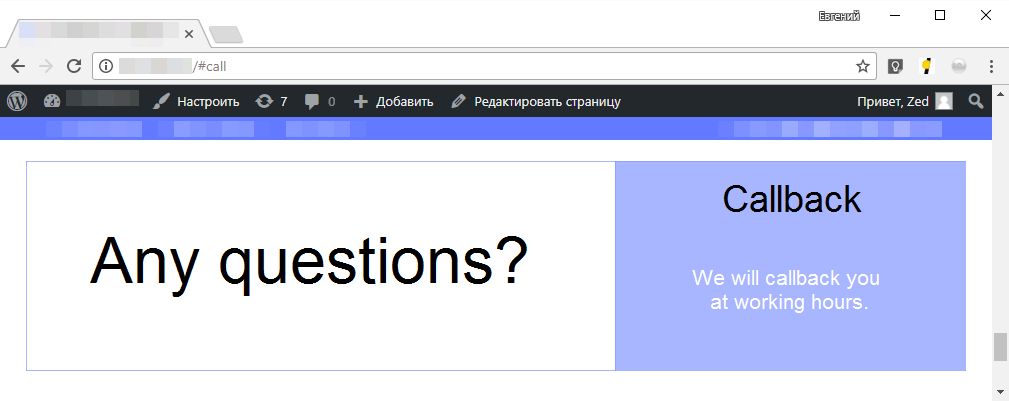 Евгений
/#call
Настроить 7 0 Добавить Редактировать страницу Привет, Zed
Any questions?
Callback
We will callback you
at working hours.